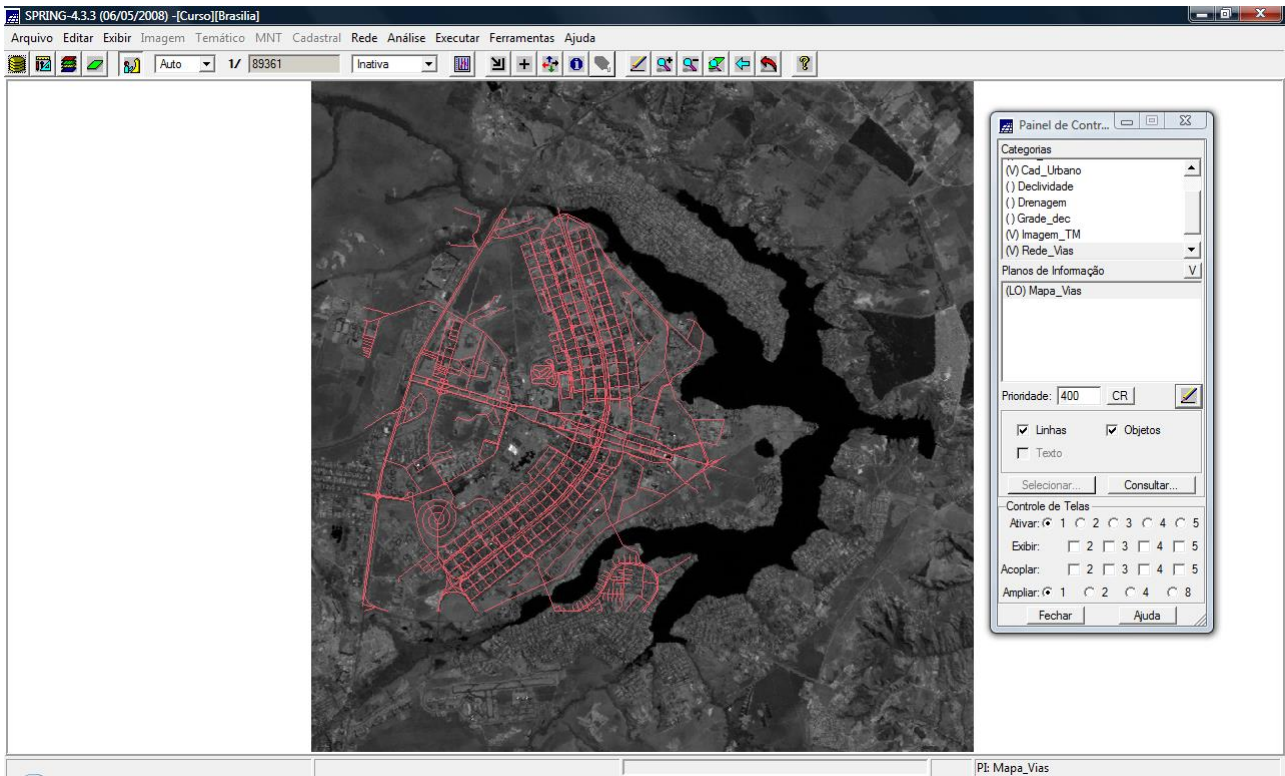 SPRING-4.3.3 (06/05/2008) -[Curso][Brasilia]
Arquivo Editar Exibir Imagem Temático MNT Cadastral Rede Análise Executar Ferramentas Ajuda
Auto 1/ 89361 Inativa
Painel de Contr...
Categorias
(V) Cad_Urbano
( ) Declividade
( ) Drenagem
( ) Grade_dec
(V) Imagem_TM
(V) Rede_Vias
Planos de Informação V
(LO) Mapa_Vias
Prioridade: 400 CR
Linhas Objetos
Texto
Selecionar... Consultar...
Controle de Telas
Ativar: 1 2 3 4 5
Exibir: 2 3 4 5
Acoplar: 2 3 4 5
Ampliar: 1 2 4 8
Fechar Ajuda
PI: Mapa_Vias